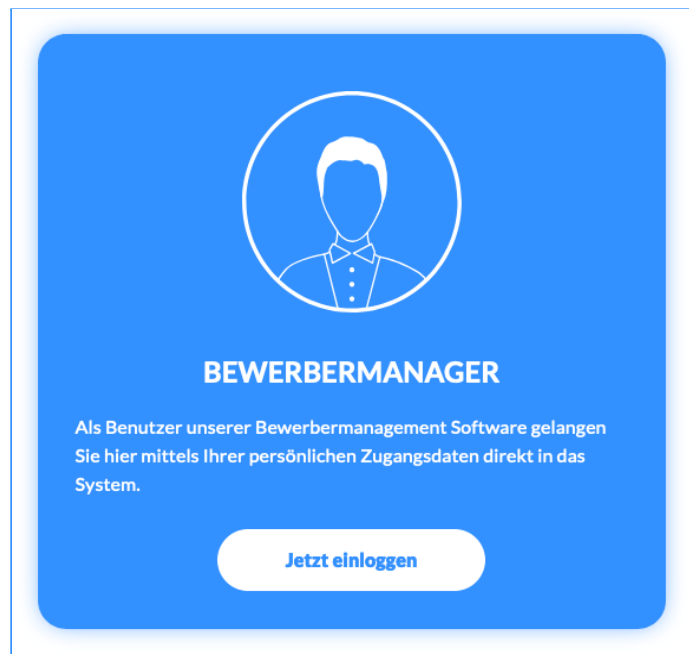 BEWERBERMANAGER
Als Benutzer unserer Bewerbermanagement Software gelangen
Sie hier mittels Ihrer persönlichen Zugangsdaten direkt in das
System.
Jetzt einloggen